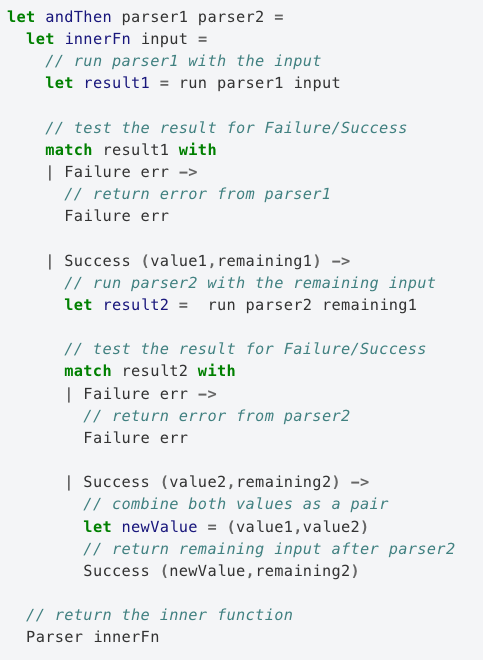 let andThen parser1 parser2 =
  let innerFn input =
    // run parser1 with the input
    let result1 = run parser1 input

    // test the result for Failure/Success
    match result1 with
    | Failure err ->
      // return error from parser1
      Failure err

    | Success (value1,remaining1) ->
      // run parser2 with the remaining input
      let result2 =  run parser2 remaining1

      // test the result for Failure/Success
      match result2 with
      | Failure err ->
        // return error from parser2
        Failure err

      | Success (value2,remaining2) ->
        // combine both values as a pair
        let newValue = (value1,value2)
        // return remaining input after parser2
        Success (newValue,remaining2)

  // return the inner function
  Parser innerFn